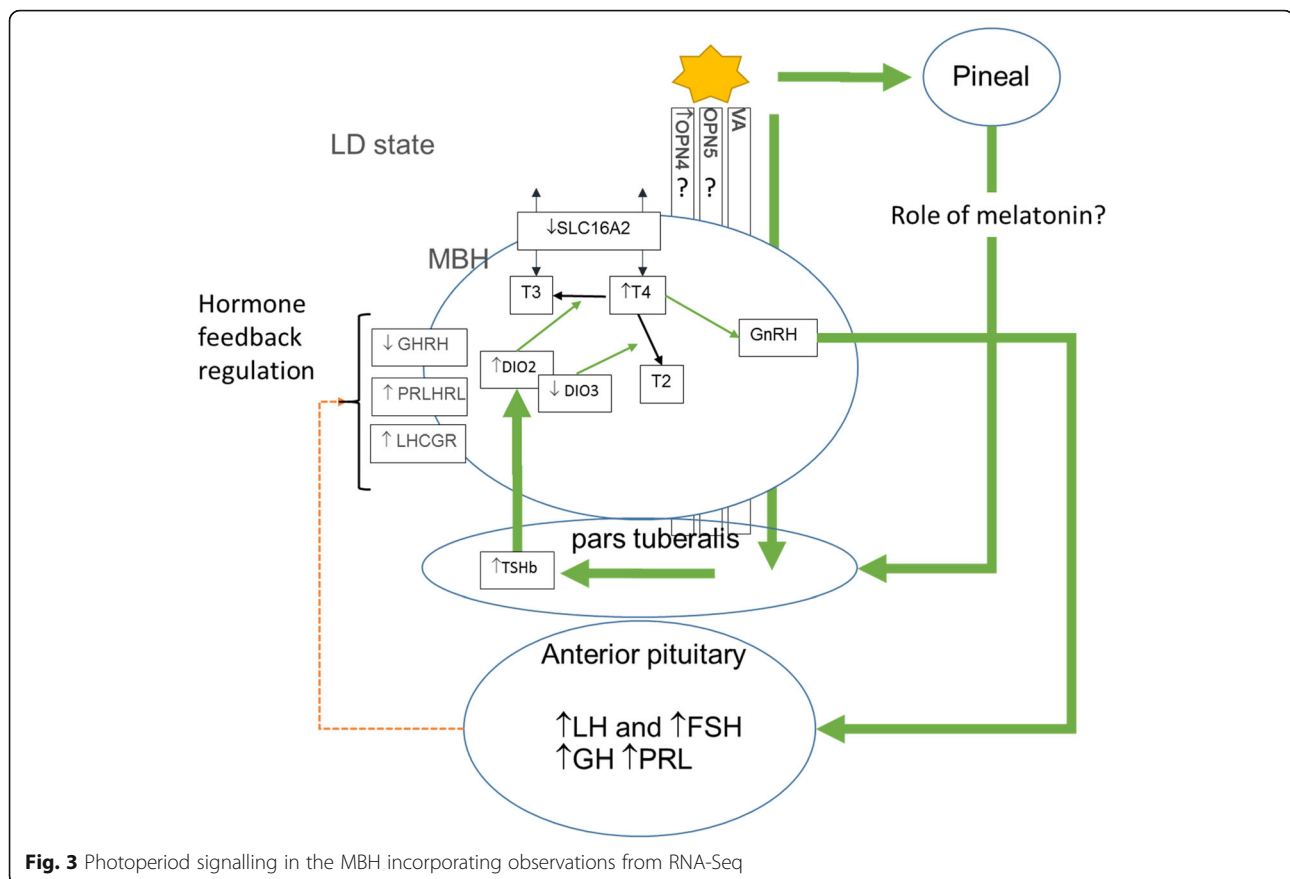 Pineal
VA
OPN5 ?
↑OPN4 ?
LD state
Role of melatonin?
↓SLC16A2
MBH
T3
↑T4
Hormone
feedback
regulation
GnRH
↓ GHRH
↑DIO2
↓ DIO3
T2
↑ PRLHRL
↑ LHCGR
pars tuberalis
↑TSHb
Anterior pituitary
↑LH and ↑FSH
↑GH ↑PRL
Fig. 3 Photoperiod signalling in the MBH incorporating observations from RNA-Seq